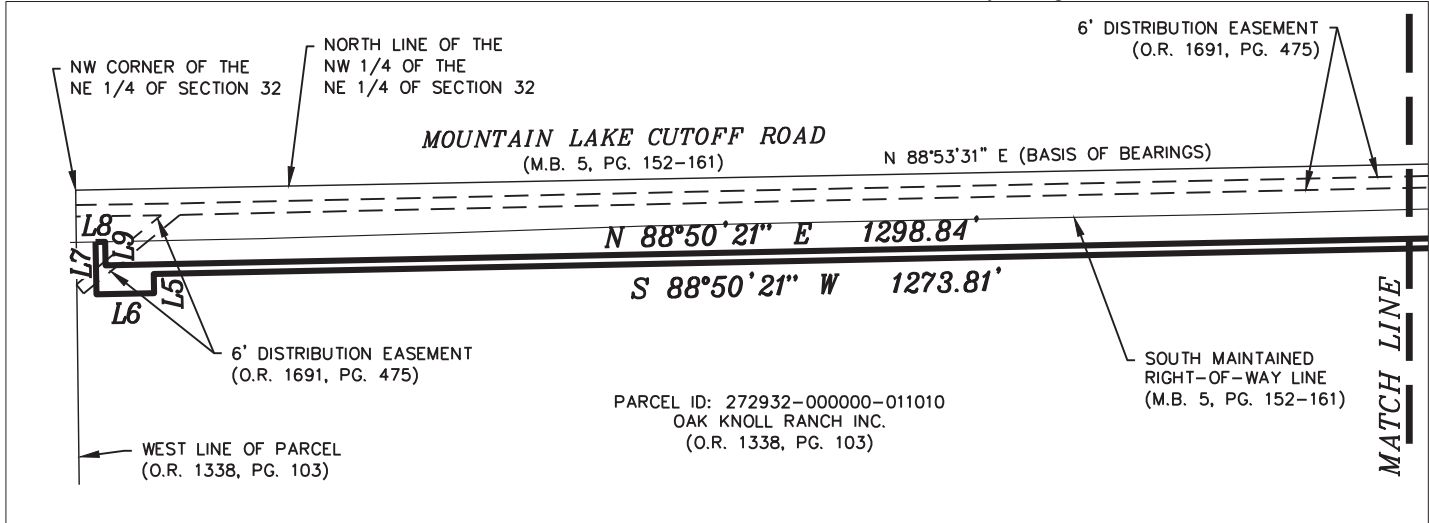 NW CORNER OF THE
NE 1/4 OF SECTION 32
NORTH LINE OF THE
NW 1/4 OF THE
NE 1/4 OF SECTION 32
6' DISTRIBUTION EASEMENT
(O.R. 1691, PG. 475)
MOUNTAIN LAKE CUTOFF ROAD
(M.B. 5, PG. 152-161)
N 88°53'31" E (BASIS OF BEARINGS)
L8
L9
L7
L5
L6
N 88°50'21" E 1298.84'
S 88°50'21" W 1273.81'
6' DISTRIBUTION EASEMENT
(O.R. 1691, PG. 475)
SOUTH MAINTAINED
RIGHT-OF-WAY LINE
(M.B. 5, PG. 152-161)
PARCEL ID: 272932-000000-011010
OAK KNOLL RANCH INC.
(O.R. 1338, PG. 103)
WEST LINE OF PARCEL
(O.R. 1338, PG. 103)
MATCH LINE